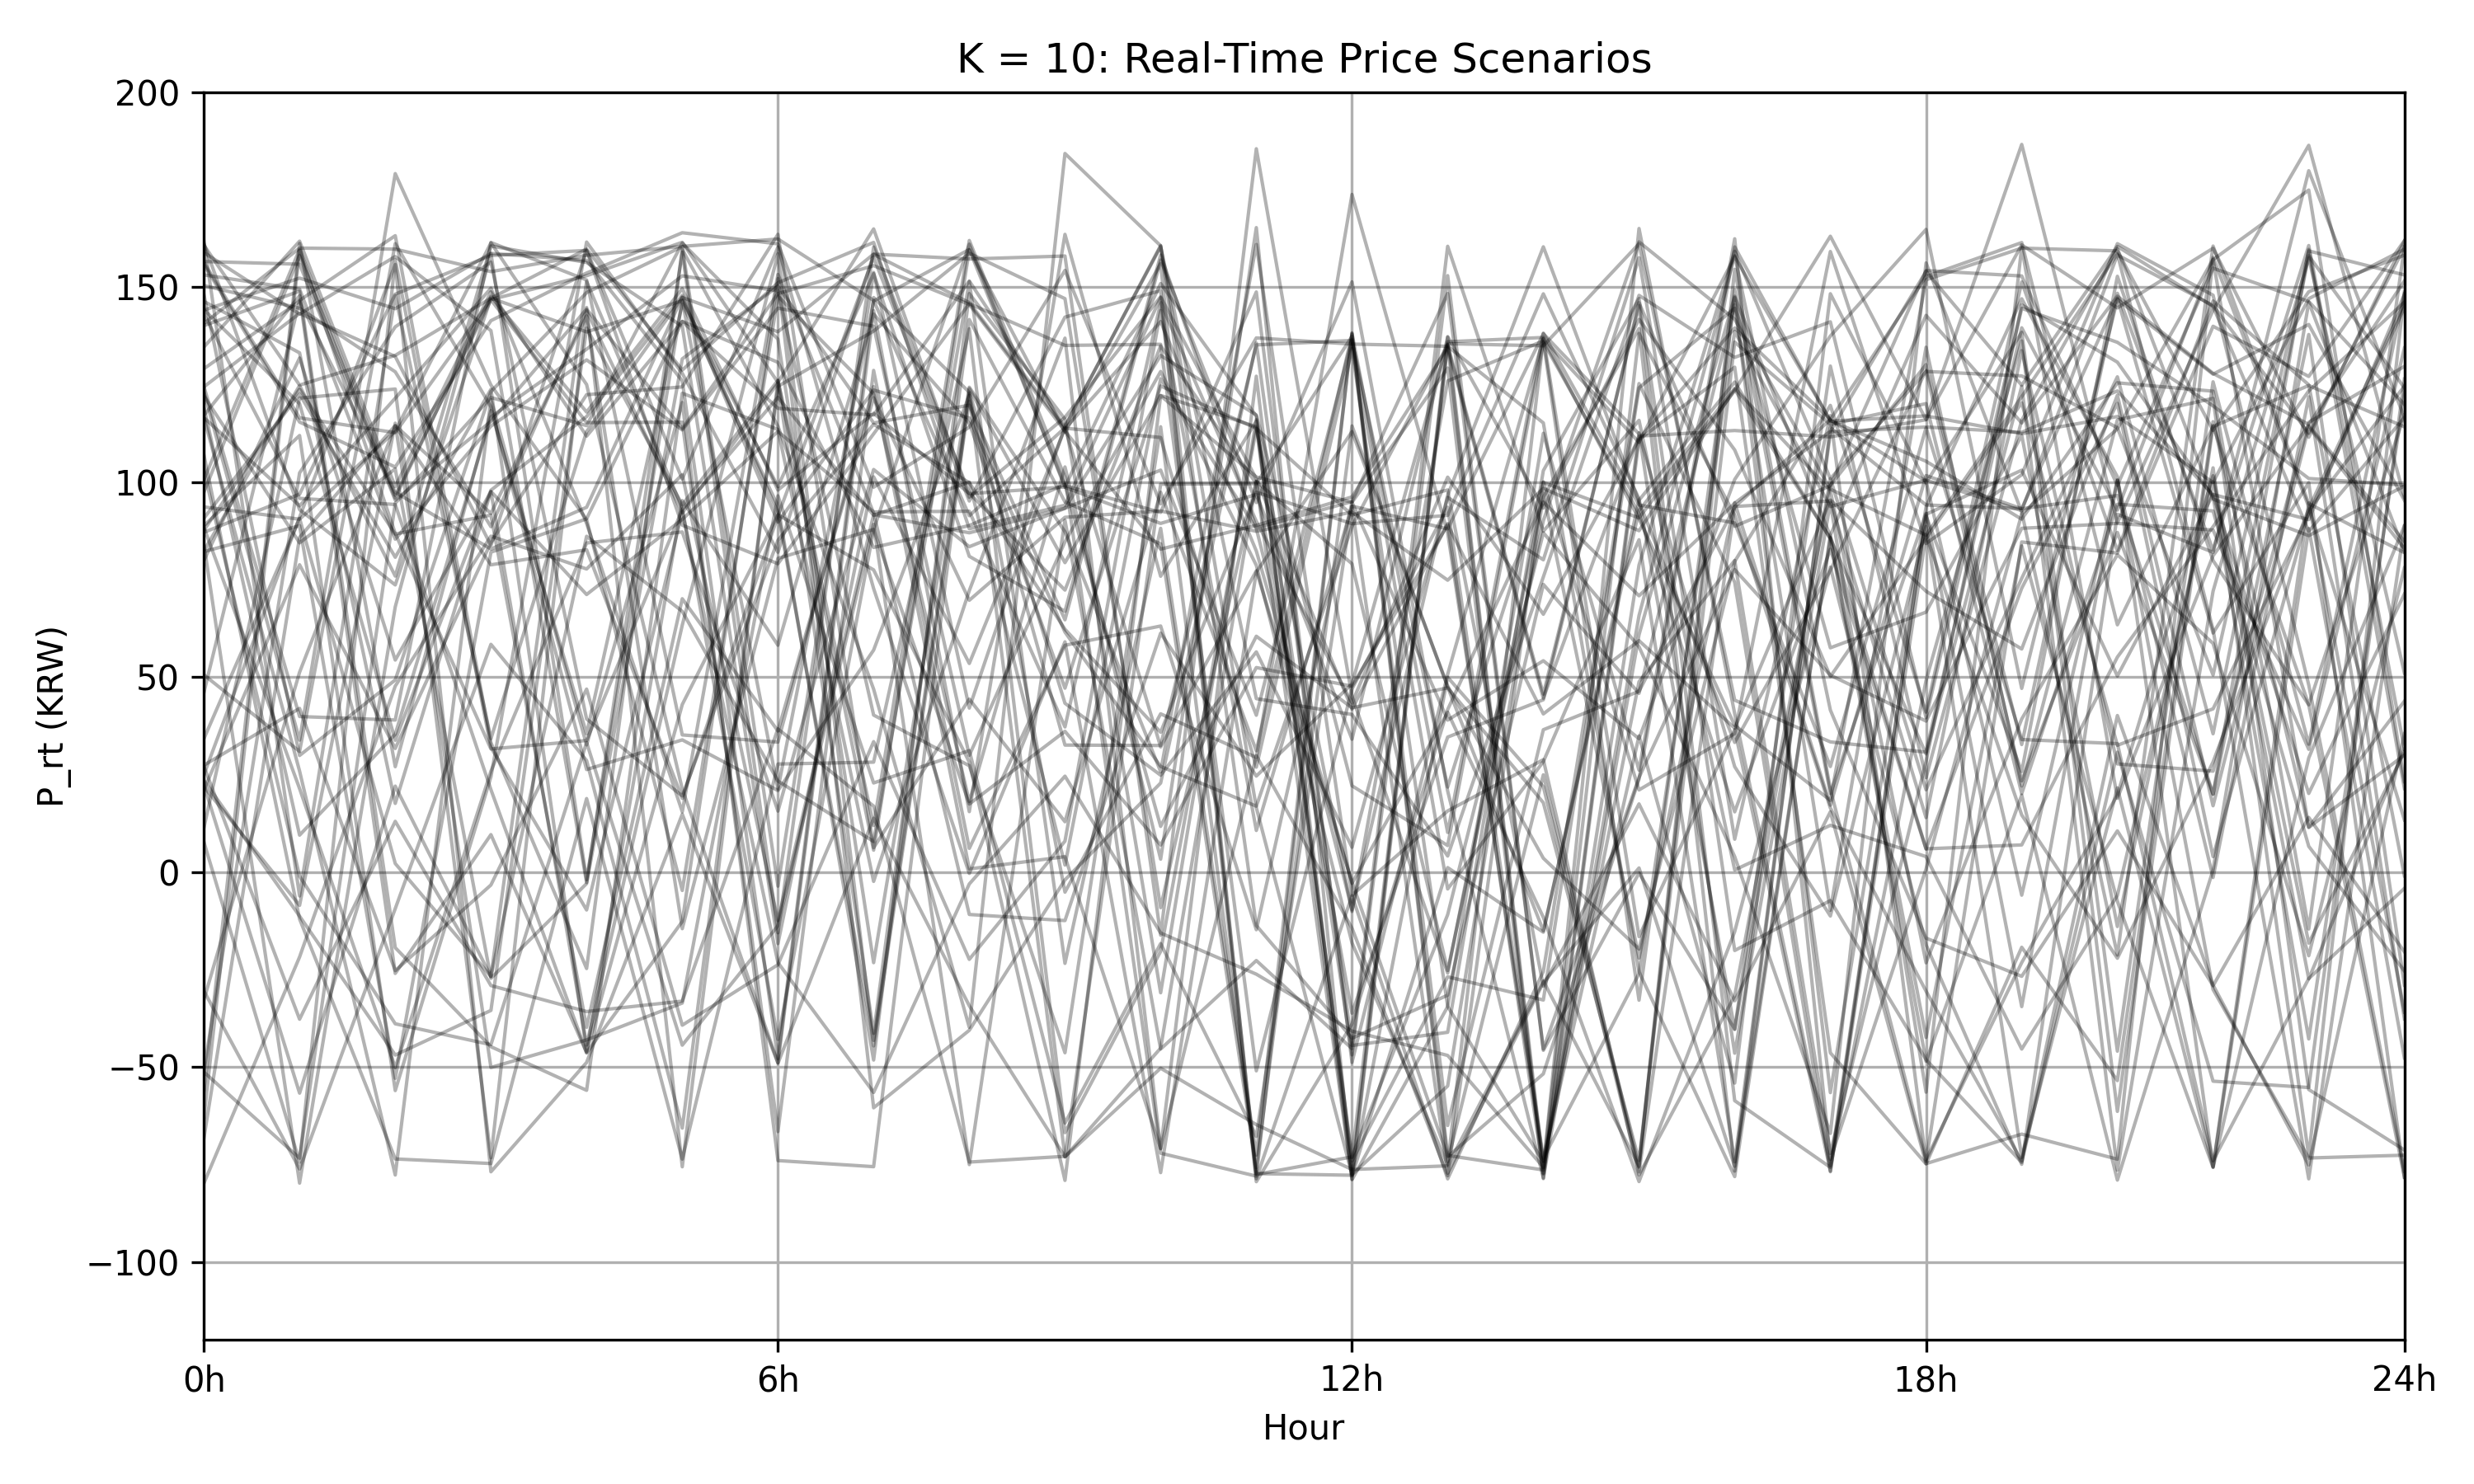 K = 10: Real-Time Price Scenarios
P_rt (KRW)
200
150
100
50
0
−50
−100
0h
6h
12h
18h
24h
Hour